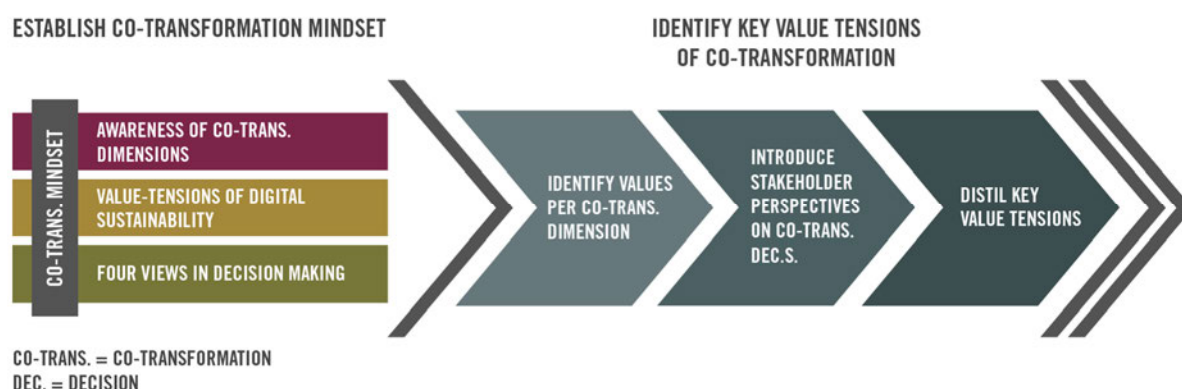 ESTABLISH CO-TRANSFORMATION MINDSET
IDENTIFY KEY VALUE TENSIONS
OF CO-TRANSFORMATION
CO-TRANS. MINDSET
AWARENESS OF CO-TRANS.
DIMENSIONS
VALUE-TENSIONS OF DIGITAL
SUSTAINABILITY
FOUR VIEWS IN DECISION MAKING
IDENTIFY VALUES
PER CO-TRANS.
DIMENSION
INTRODUCE
STAKEHOLDER
PERSPECTIVES
ON CO-TRANS.
DEC.S.
DISTIL KEY
VALUE TENSIONS
CO-TRANS. = CO-TRANSFORMATION
DEC. = DECISION